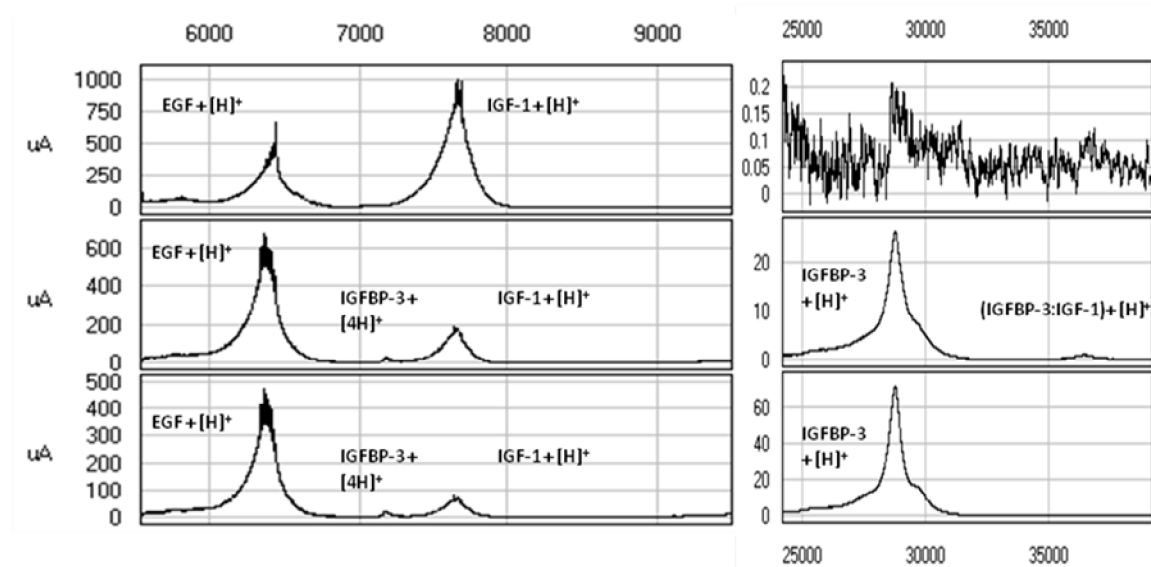 6000 7000 8000 9000
25000 30000 35000
uA
1000
750
500
250
0
EGF+[H]+
IGF-1+[H]+
0.2
0.15
0.1
0.05
0
uA
600
400
200
0
EGF+[H]+
IGFBP-3+
[4H]+
IGF-1+[H]+
20
10
0
IGFBP-3
+[H]+
(IGFBP-3:IGF-1)+[H]+
uA
500
400
300
200
100
0
EGF+[H]+
IGFBP-3+
[4H]+
IGF-1+[H]+
60
40
20
0
IGFBP-3
+[H]+
25000 30000 35000